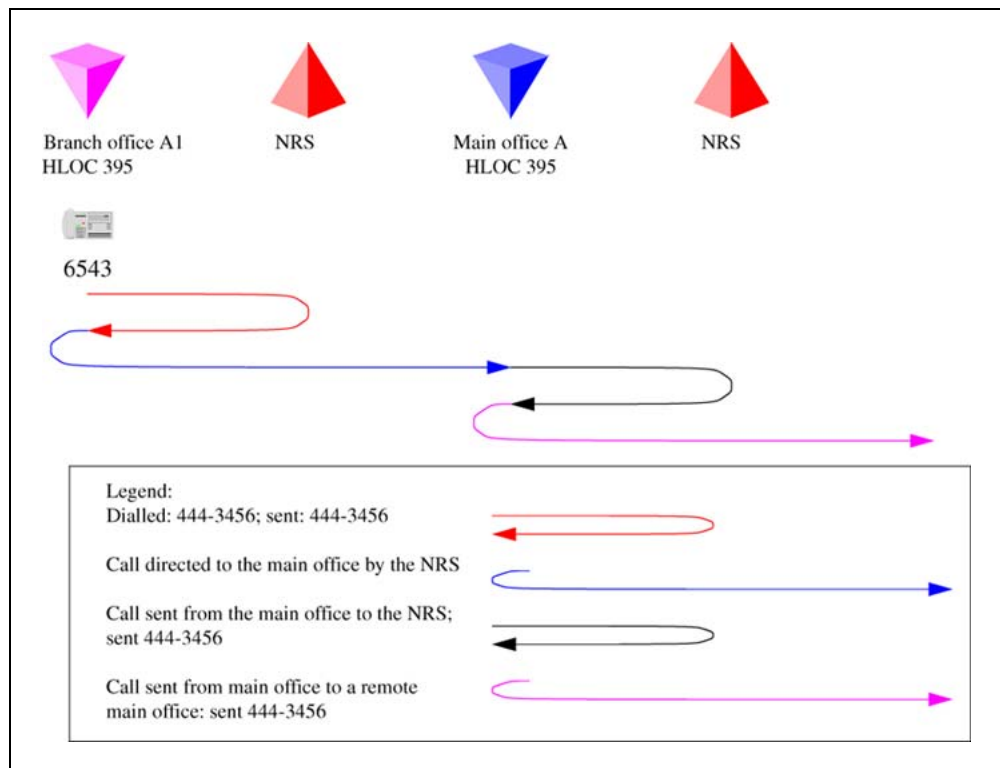 Branch office A1
HLOC 395
NRS
Main office A
HLOC 395
NRS
6543
Legend:
Dialled: 444-3456; sent: 444-3456
Call directed to the main office by the NRS
Call sent from the main office to the NRS;
sent 444-3456
Call sent from main office to a remote
main office: sent 444-3456